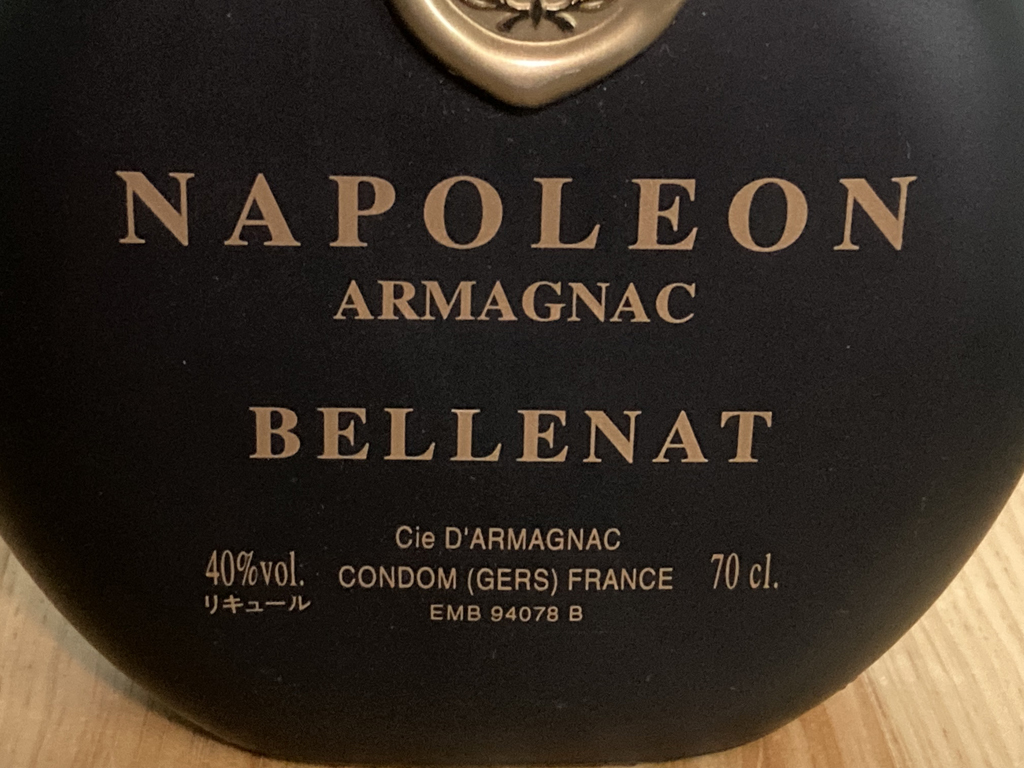 NAPOLEON
ARMAGNAC
BELLENAT
Cie D'ARMAGNAC
40%vol. CONDOM (GERS) FRANCE 70 cl.
リキュール EMB 94078 B